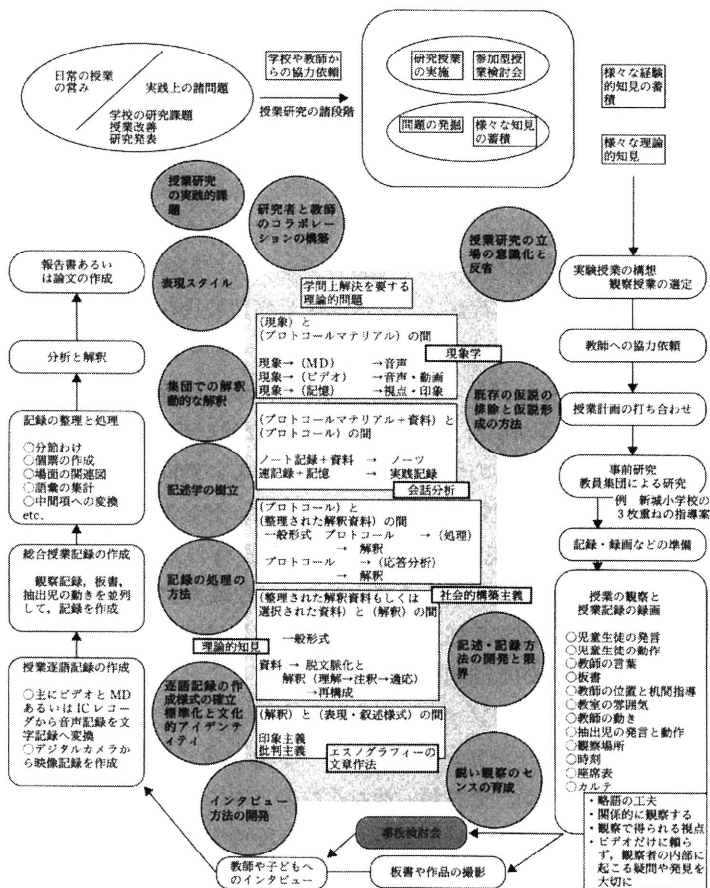 日常の授業
の営み
実践上の諸問題
学校の研究課題
授業改善
研究発表
学校や教師か
らの協力依頼
授業研究の諸段階
研究授業
の実施
参加型授
業検討会
問題の発掘
様々な知見
の蓄積
様々な経験
的知見の蓄
積
様々な理論
的知見
授業研究
の実践的課
題
研究者と教師
のコラボレー
ションの構築
授業研究の立
場の意識化と
反省
表現スタイル
学問上解決を要する
理論的問題
(現象)と
(プロトコールマテリアル)の間
現象→(MD) →音声
現象→(ビデオ) →音声・動画
現象→(記憶) →視点・印象
現象学
集団での解釈
動的な解釈
既存の仮説の
排除と仮説形
成の方法
(プロトコールマテリアル+資料)と
(プロトコール)の間
ノート記録+資料 → ノーツ
速記録+記憶 → 実践記録
会話分析
記述学の樹立
(プロトコール)と
(整理された解釈資料)の間
一般形式 プロトコール →(処理)
→ 解釈
プロトコール →(応答分析)
→ 解釈
社会的構築主義
記録の処理の
方法
(整理された解釈資料もしくは
選択された資料)と(解釈)の間
一般形式
資料 → 脱文脈化と
解釈(理解→注釈→適応)
→再構成
理論的知見
記述・記録方
法の開発と限
界
逐語記録の作
成様式の確立
標準化と文化的
アイデンテ
ィティ
(解釈)と(表現・叙述様式)の間
印象主義
批判主義
エスノグラフィーの
文章作法
鋭い観察のセ
ンスの育成
インタビュー
方法の開発
事後検討会
報告書あるい
は論文の作成
分析と解釈
記録の整理と処理
○分節わけ
○個票の作成
○場面の関連図
○語彙の集計
○中間項への変換
etc.
総合授業記録の作成
観察記録,板書,
抽出児の動きを並列
して,記録を作成
授業逐語記録の作成
○主にビデオとMD
あるいはICレコー
ダから音声記録を文
字記録へ変換
○デジタルカメラか
ら映像記録を作成
実験授業の構想
観察授業の選定
教師への協力依頼
授業計画の打ち合わせ
事前研究
教員集団による研究
例 新城小学校の
3枚重ねの指導案
記録・録画などの準備
授業の観察と
授業記録の録画
○児童生徒の発言
○児童生徒の動作
○教師の言葉
○板書
○教師の位置と机間指導
○教室の雰囲気
○教師の動き
○抽出児の発言と動作
○観察場所
○時刻
○座席表
○カルテ
・略語の工夫
・関係的に観察する
・観察で得られる視点
・ビデオだけに頼ら
ず,観察者の内部に
起こる疑問や発見を
大切に
板書や作品の撮影
教師や子どもへ
のインタビュー